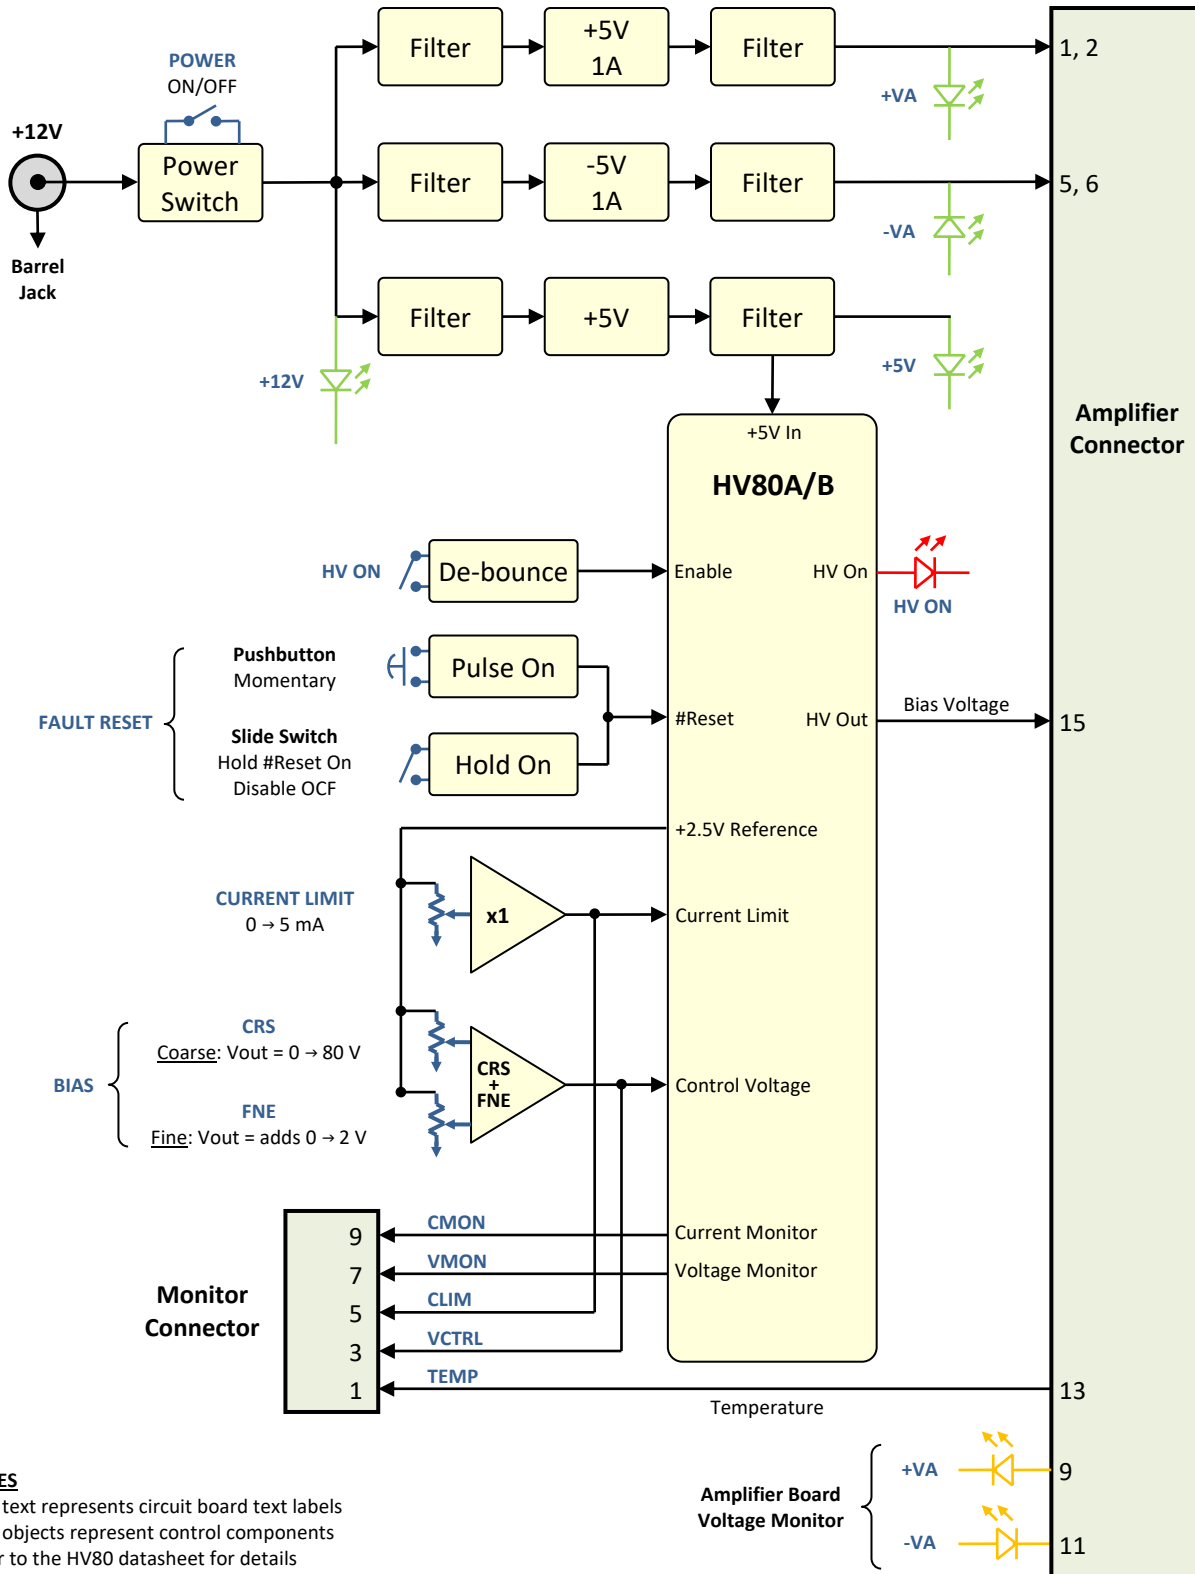 Filter
+5V
1A
Filter
1, 2
POWER
ON/OFF
+VA
+12V
Power
Switch
Filter
-5V
1A
Filter
5, 6
-VA
Barrel
Jack
Filter
+5V
Filter
+12V
+5V
Amplifier
Connector
+5V In
HV80A/B
HV ON
De-bounce
Enable
HV On
HV ON
Pushbutton
Momentary
Pulse On
FAULT RESET
#Reset
HV Out
Bias Voltage
15
Slide Switch
Hold #Reset On
Disable OCF
Hold On
+2.5V Reference
CURRENT LIMIT
0 → 5 mA
x1
Current Limit
CRS
Coarse: Vout = 0 → 80 V
BIAS
FNE
Fine: Vout = adds 0 → 2 V
CRS
+
FNE
Control Voltage
Monitor
Connector
9
CMON
Current Monitor
7
VMON
Voltage Monitor
5
CLIM
3
VCTRL
1
TEMP
Temperature
13
Amplifier Board
Voltage Monitor
+VA
9
-VA
11
text represents circuit board text labels
objects represent control components
to the HV80 datasheet for details